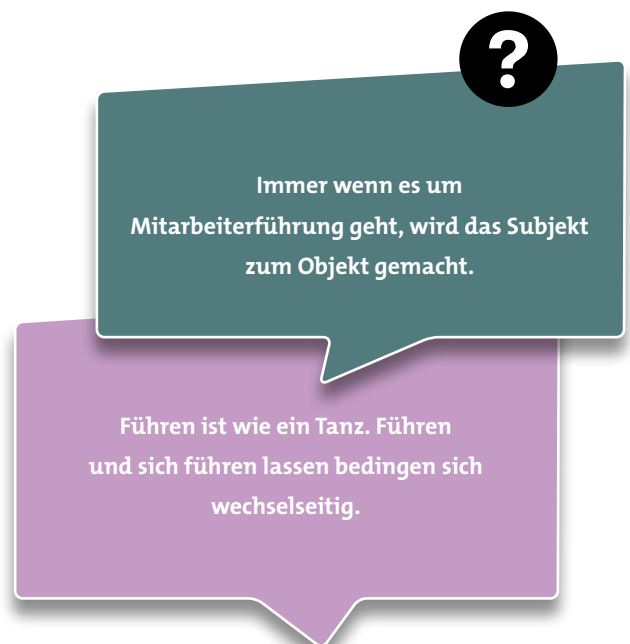 ?
Immer wenn es um
Mitarbeiterführung geht, wird das Subjekt
zum Objekt gemacht.
Führen ist wie ein Tanz. Führen
und sich führen lassen bedingen sich
wechselseitig.